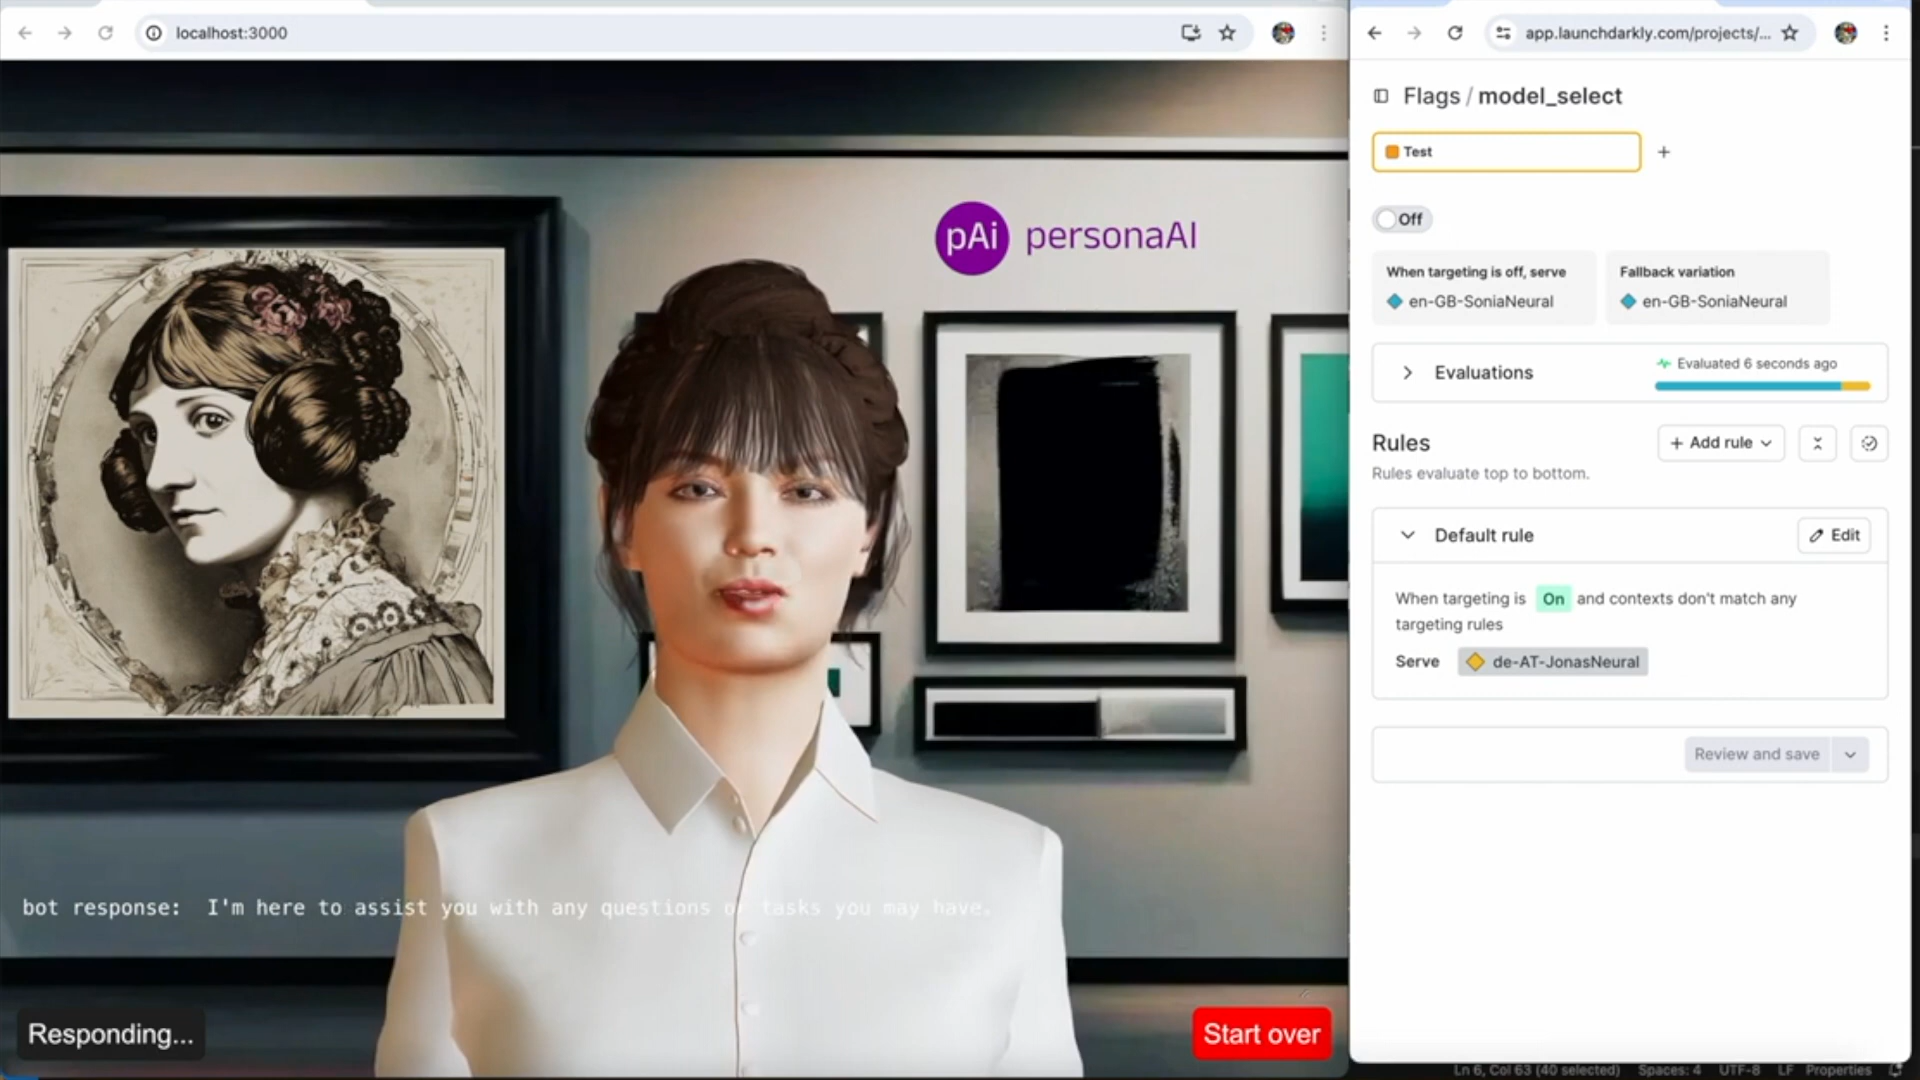 localhost:3000
pAi personaAI
bot response: I'm here to assist you with any questions or tasks you may have.
Responding...
Start over
app.launchdarkly.com/projects/...
Flags / model_select
Test
+
Off
When targeting is off, serve
en-GB-SoniaNeural
Fallback variation
en-GB-SoniaNeural
Evaluations
Evaluated 6 seconds ago
Rules
+ Add rule
Rules evaluate top to bottom.
Default rule
Edit
When targeting is On and contexts don't match any
targeting rules
Serve de-AT-JonasNeural
Review and save
Ln 6, Col 63 (40 selected) Spaces: 4 UTF-8 LF Properties